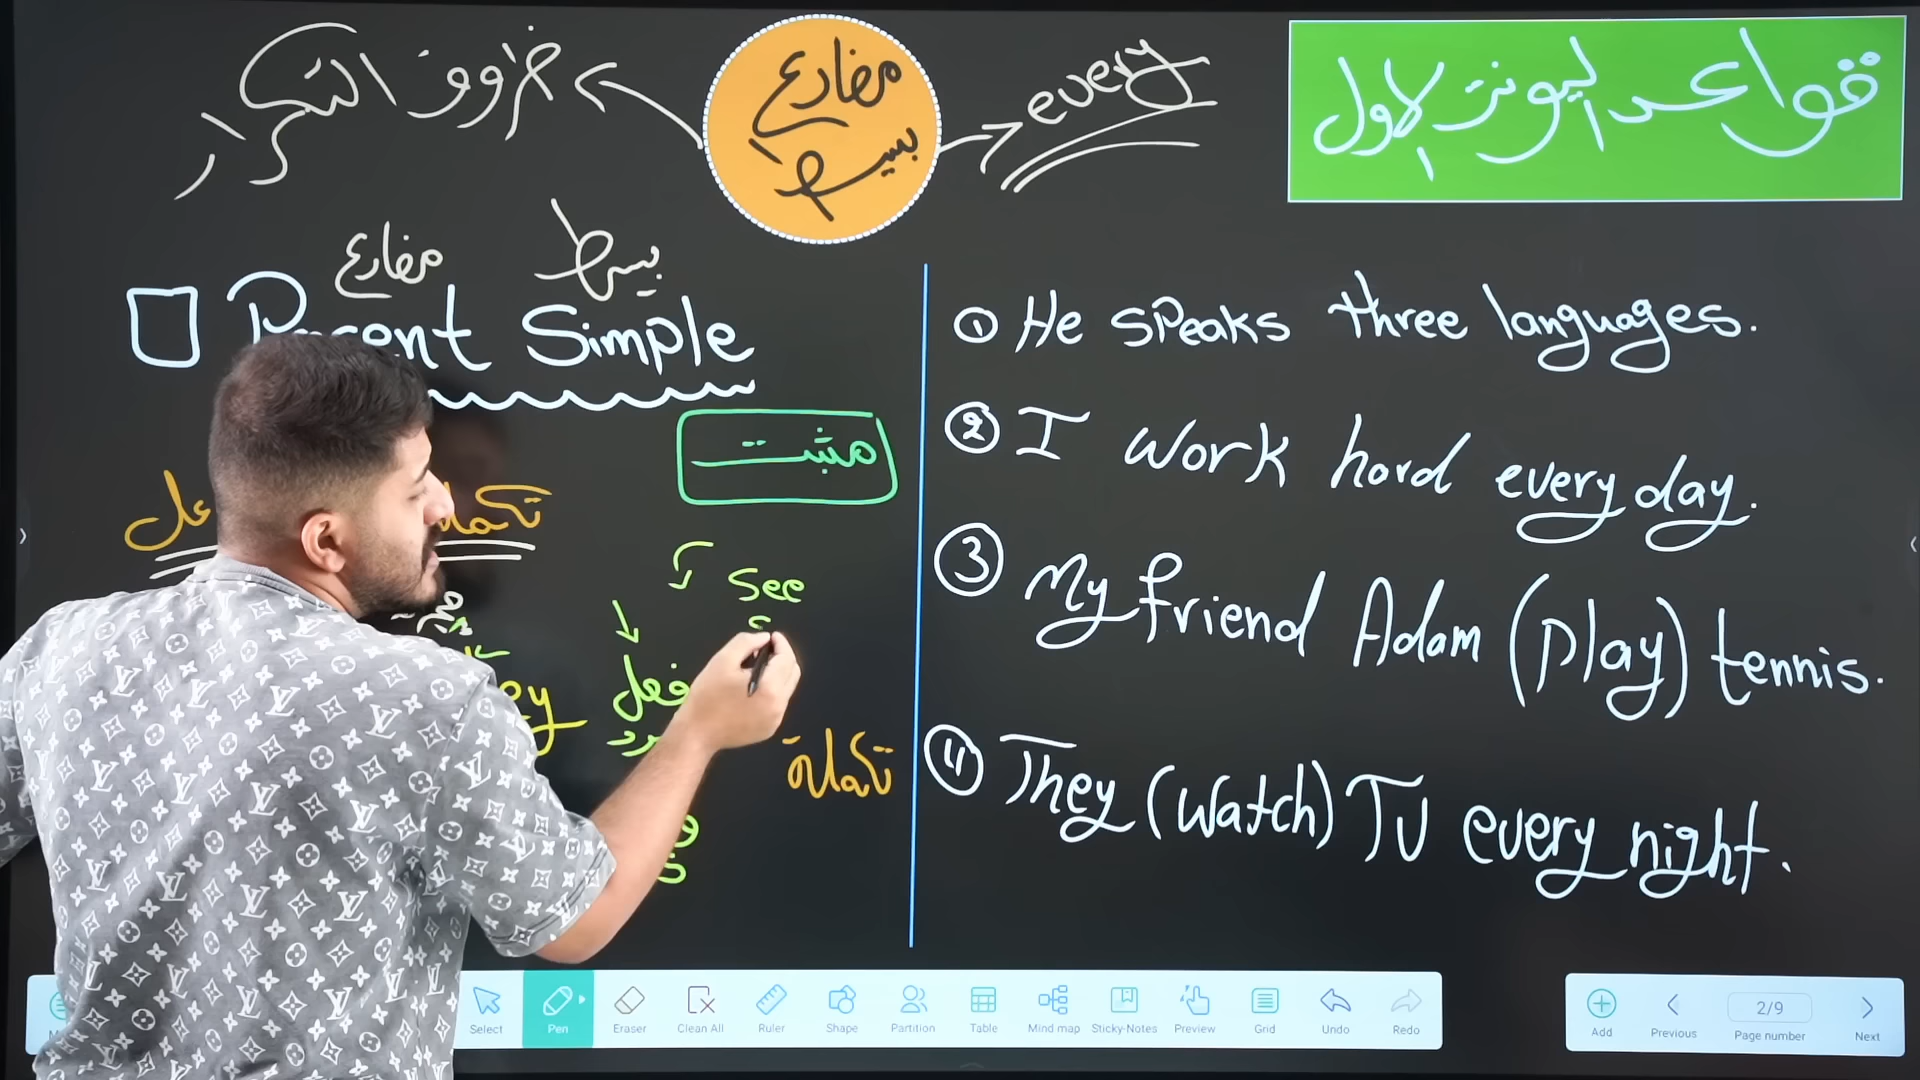 قواعد اليونت الاول
مضارع
بسيط
every
ظروف التكرار
مضارع بسيط
Present Simple
مثبت
تكملة
See
فعل
تكملة
① He speaks three languages.
② I work hard every day.
③ My friend Adam (play) tennis.
④ They (watch) TV every night.
Select
Pen
Eraser
Clean All
Ruler
Shape
Partition
Table
Mind map
Sticky-Notes
Preview
Grid
Undo
Redo
Add
Previous
2/9
Page number
Next